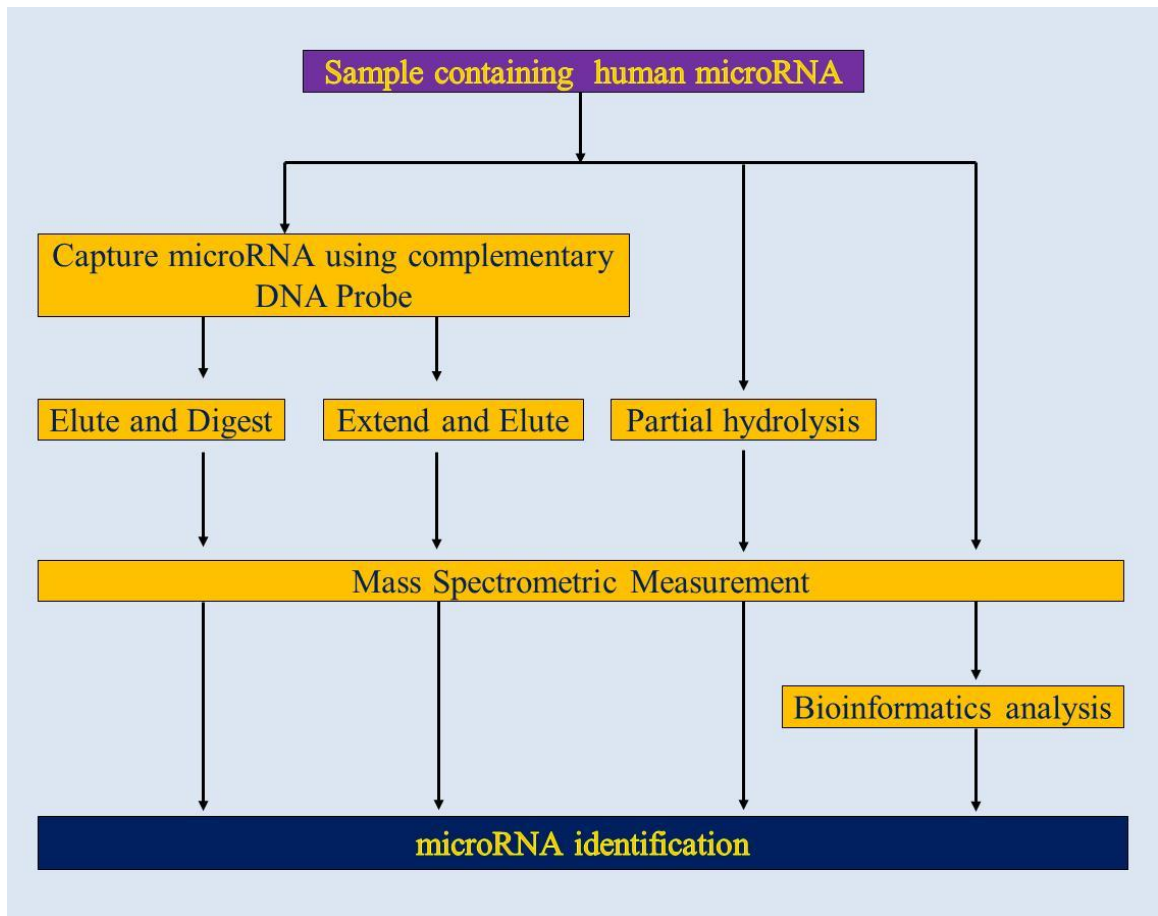 Sample containing human microRNA
Capture microRNA using complementary
DNA Probe
Elute and Digest
Extend and Elute
Partial hydrolysis
Mass Spectrometric Measurement
Bioinformatics analysis
microRNA identification